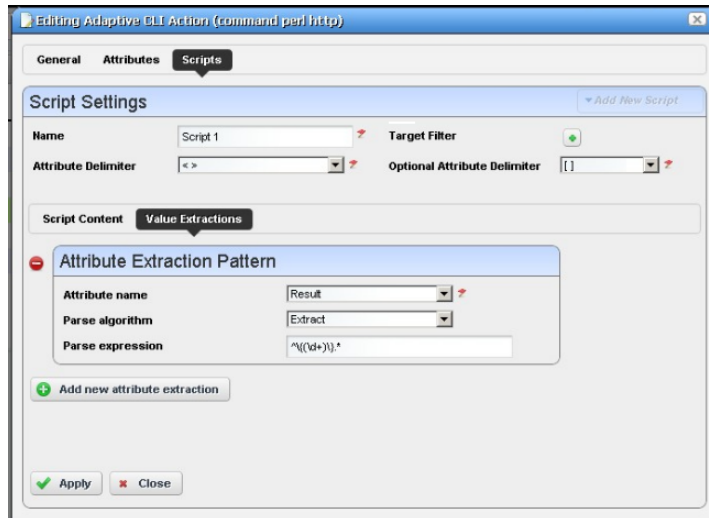 Editing Adaptive CLI Action (command perl http)
General Attributes Scripts
Script Settings
Add New Script
Name Script 1 Target Filter
Attribute Delimiter < > Optional Attribute Delimiter [ ]
Script Content Value Extractions
Attribute Extraction Pattern
Attribute name Result
Parse algorithm Extract
Parse expression ^\{(\d+)\}.*
Add new attribute extraction
Apply Close